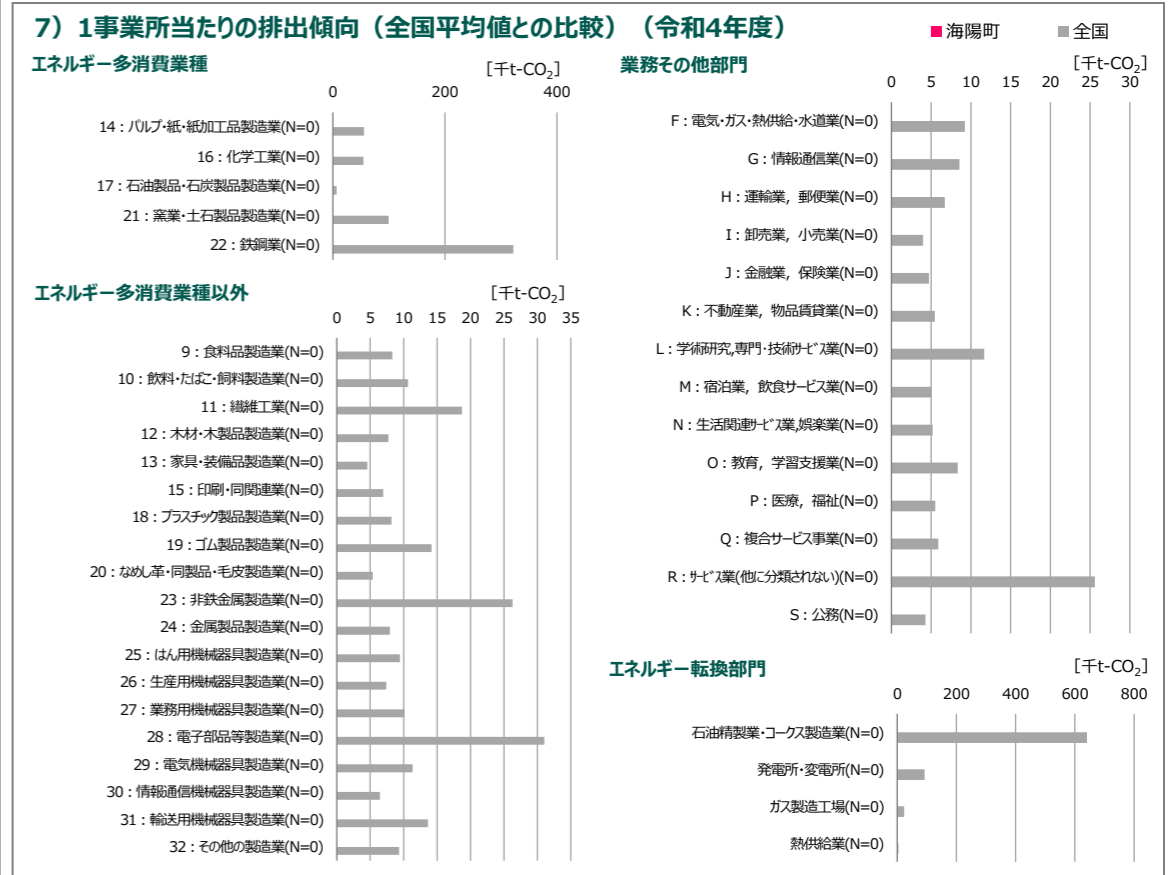 7）1事業所当たりの排出傾向（全国平均値との比較）（令和4年度）
■海陽町 ■全国
エネルギー多消費業種
[千t-CO₂]
0 200 400
14：パルプ・紙・紙加工品製造業(N=0)
16：化学工業(N=0)
17：石油製品・石炭製品製造業(N=0)
21：窯業・土石製品製造業(N=0)
22：鉄鋼業(N=0)
エネルギー多消費業種以外
[千t-CO₂]
0 5 10 15 20 25 30 35
9：食料品製造業(N=0)
10：飲料・たばこ・飼料製造業(N=0)
11：繊維工業(N=0)
12：木材・木製品製造業(N=0)
13：家具・装備品製造業(N=0)
15：印刷・同関連業(N=0)
18：プラスチック製品製造業(N=0)
19：ゴム製品製造業(N=0)
20：なめし革・同製品・毛皮製造業(N=0)
23：非鉄金属製造業(N=0)
24：金属製品製造業(N=0)
25：はん用機械器具製造業(N=0)
26：生産用機械器具製造業(N=0)
27：業務用機械器具製造業(N=0)
28：電子部品等製造業(N=0)
29：電気機械器具製造業(N=0)
30：情報通信機械器具製造業(N=0)
31：輸送用機械器具製造業(N=0)
32：その他の製造業(N=0)
業務その他部門
[千t-CO₂]
0 5 10 15 20 25 30
F：電気・ガス・熱供給・水道業(N=0)
G：情報通信業(N=0)
H：運輸業，郵便業(N=0)
I：卸売業，小売業(N=0)
J：金融業，保険業(N=0)
K：不動産業，物品賃貸業(N=0)
L：学術研究,専門・技術ｻｰﾋﾞｽ業(N=0)
M：宿泊業，飲食サービス業(N=0)
N：生活関連ｻｰﾋﾞｽ業,娯楽業(N=0)
O：教育，学習支援業(N=0)
P：医療，福祉(N=0)
Q：複合サービス事業(N=0)
R：ｻｰﾋﾞｽ業(他に分類されない)(N=0)
S：公務(N=0)
エネルギー転換部門
[千t-CO₂]
0 200 400 600 800
石油精製業・コークス製造業(N=0)
発電所・変電所(N=0)
ガス製造工場(N=0)
熱供給業(N=0)